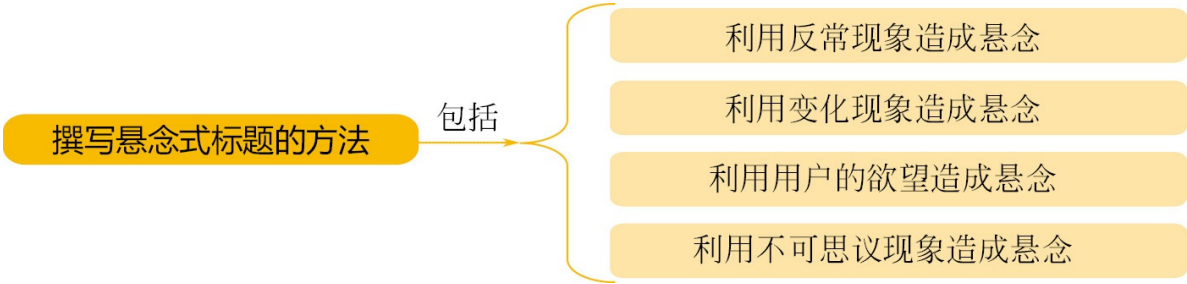 撰写悬念式标题的方法
包括
利用反常现象造成悬念
利用变化现象造成悬念
利用用户的欲望造成悬念
利用不可思议现象造成悬念